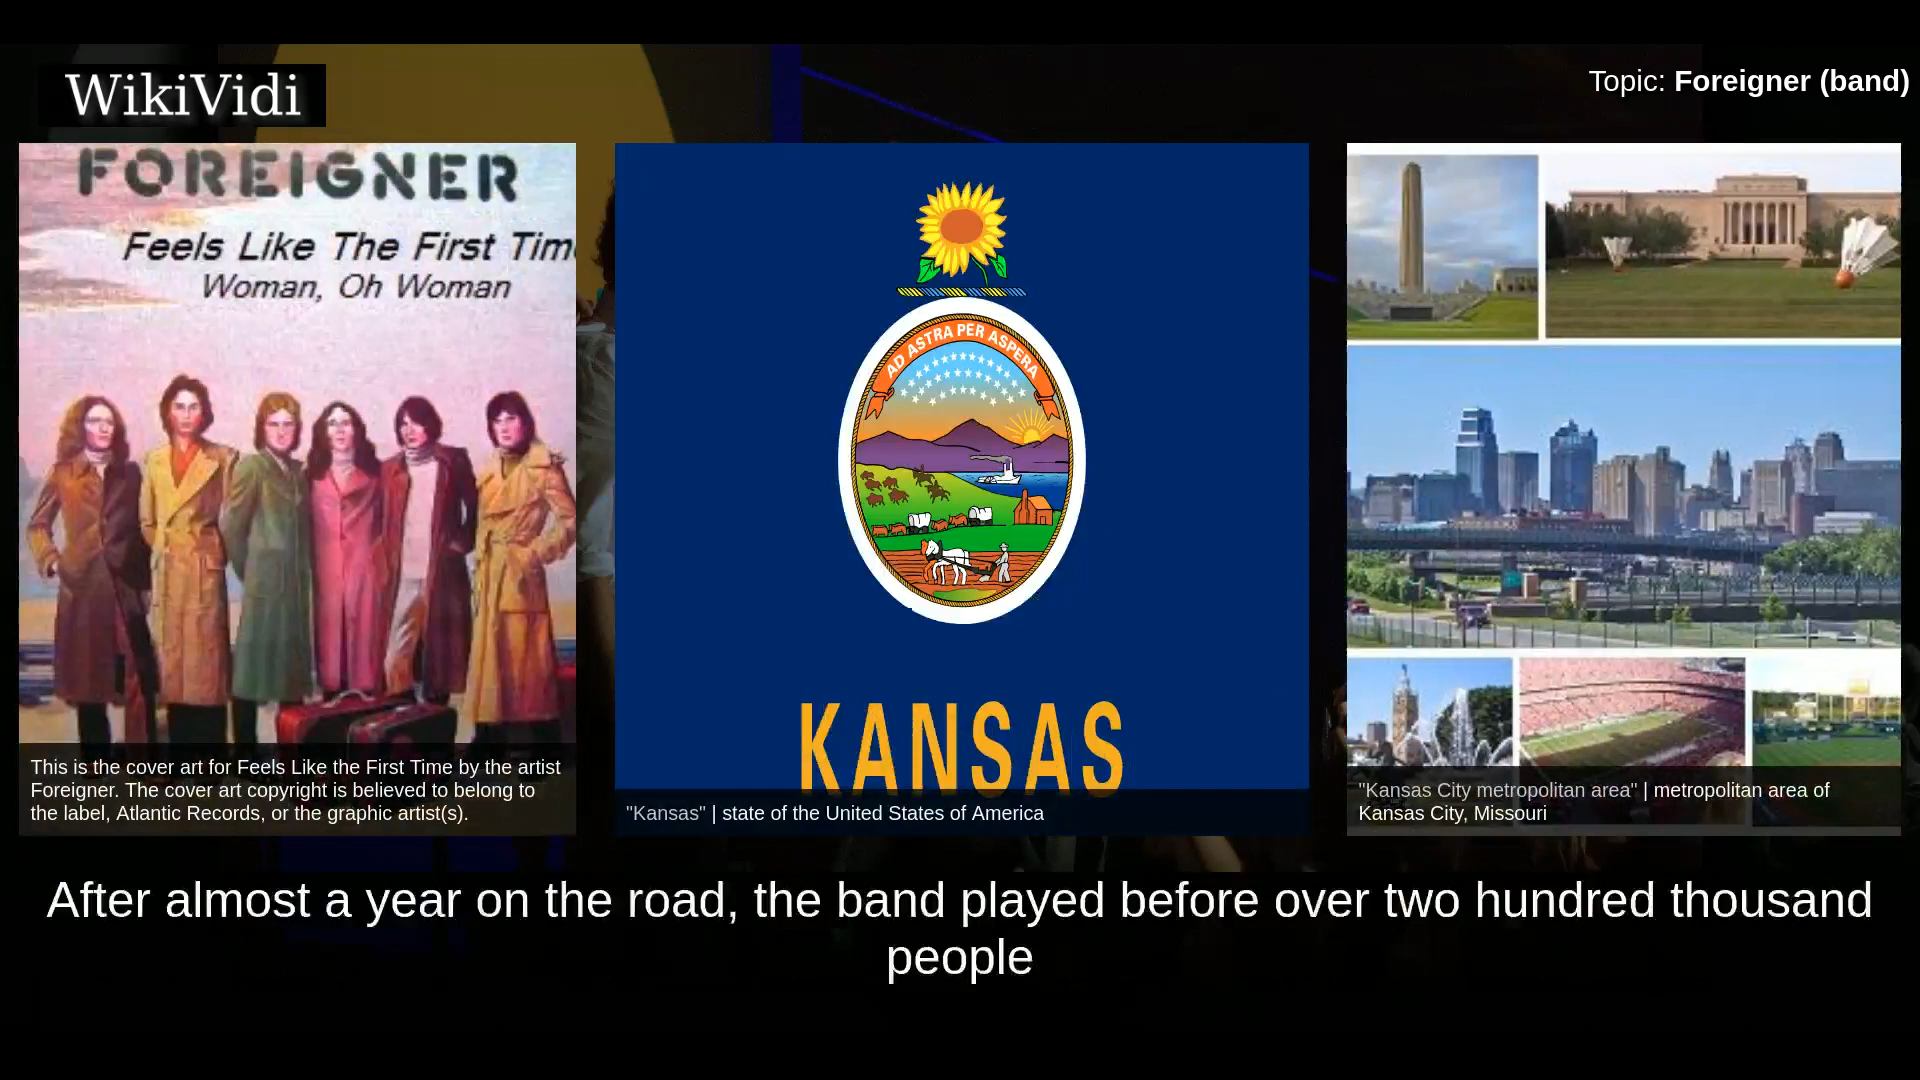 WikiVidi
Topic: Foreigner (band)
FOREIGNER
Feels Like The First Tim
Woman, Oh Woman
This is the cover art for Feels Like the First Time by the artist
Foreigner. The cover art copyright is believed to belong to
the label, Atlantic Records, or the graphic artist(s).
AD ASTRA PER ASPERA
KANSAS
"Kansas" | state of the United States of America
"Kansas City metropolitan area" | metropolitan area of
Kansas City, Missouri
After almost a year on the road, the band played before over two hundred thousand
people